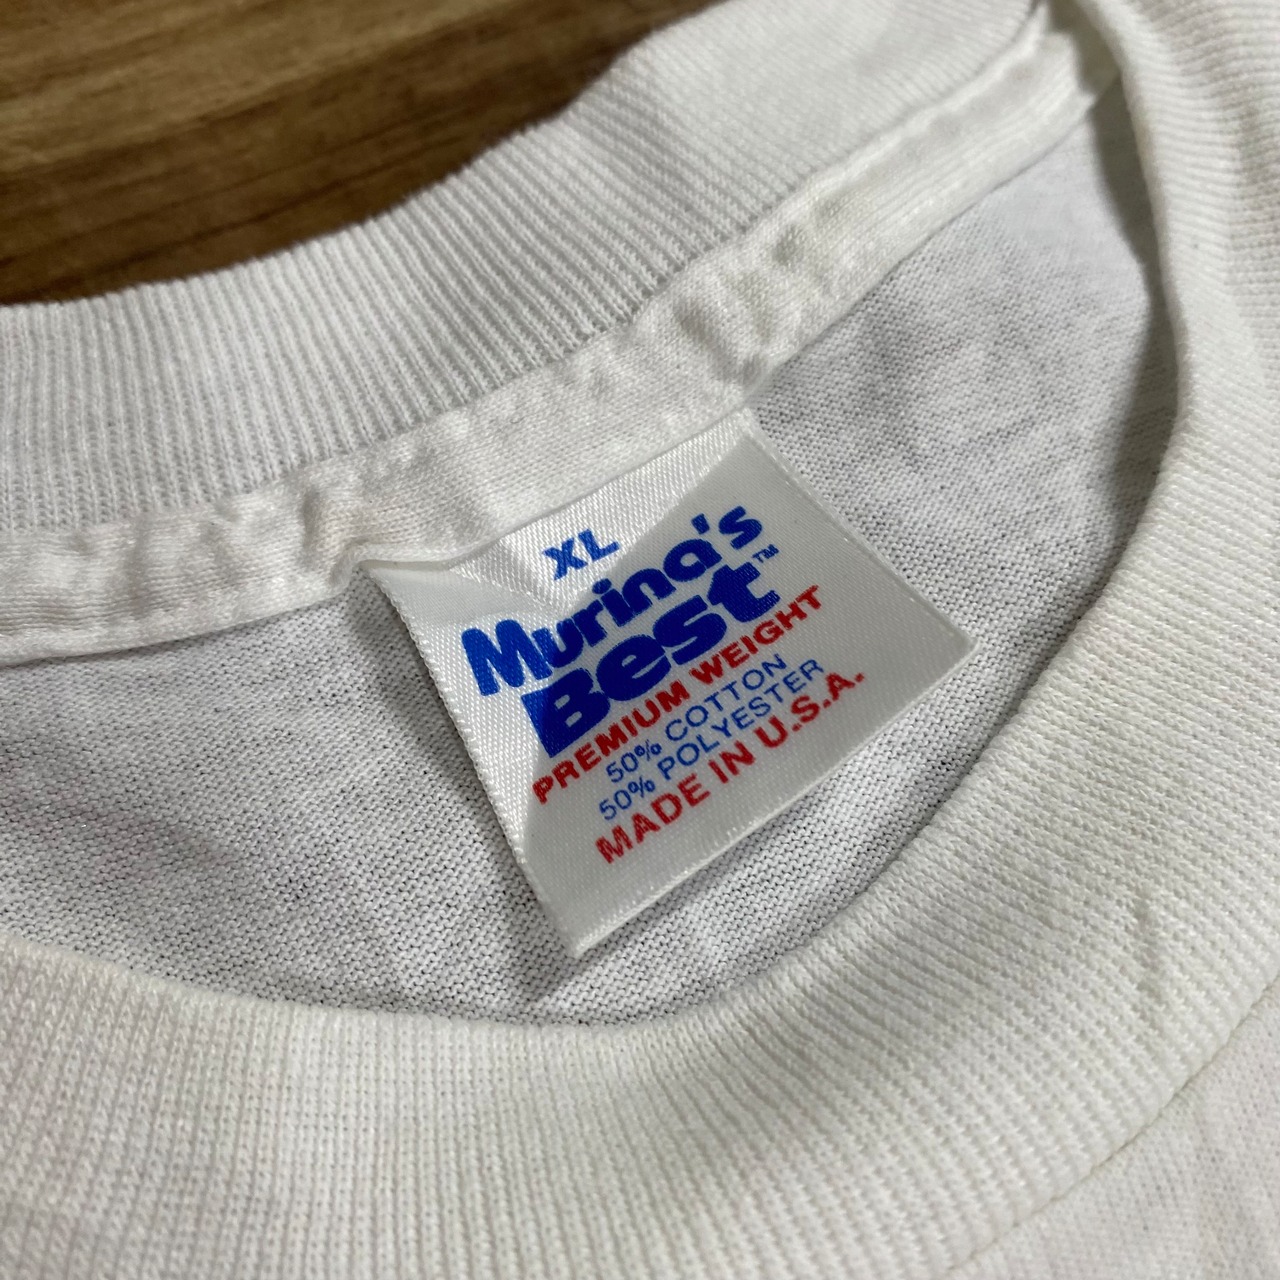 XL
Murina's
Best™
PREMIUM WEIGHT
50% COTTON
50% POLYESTER
MADE IN U.S.A.